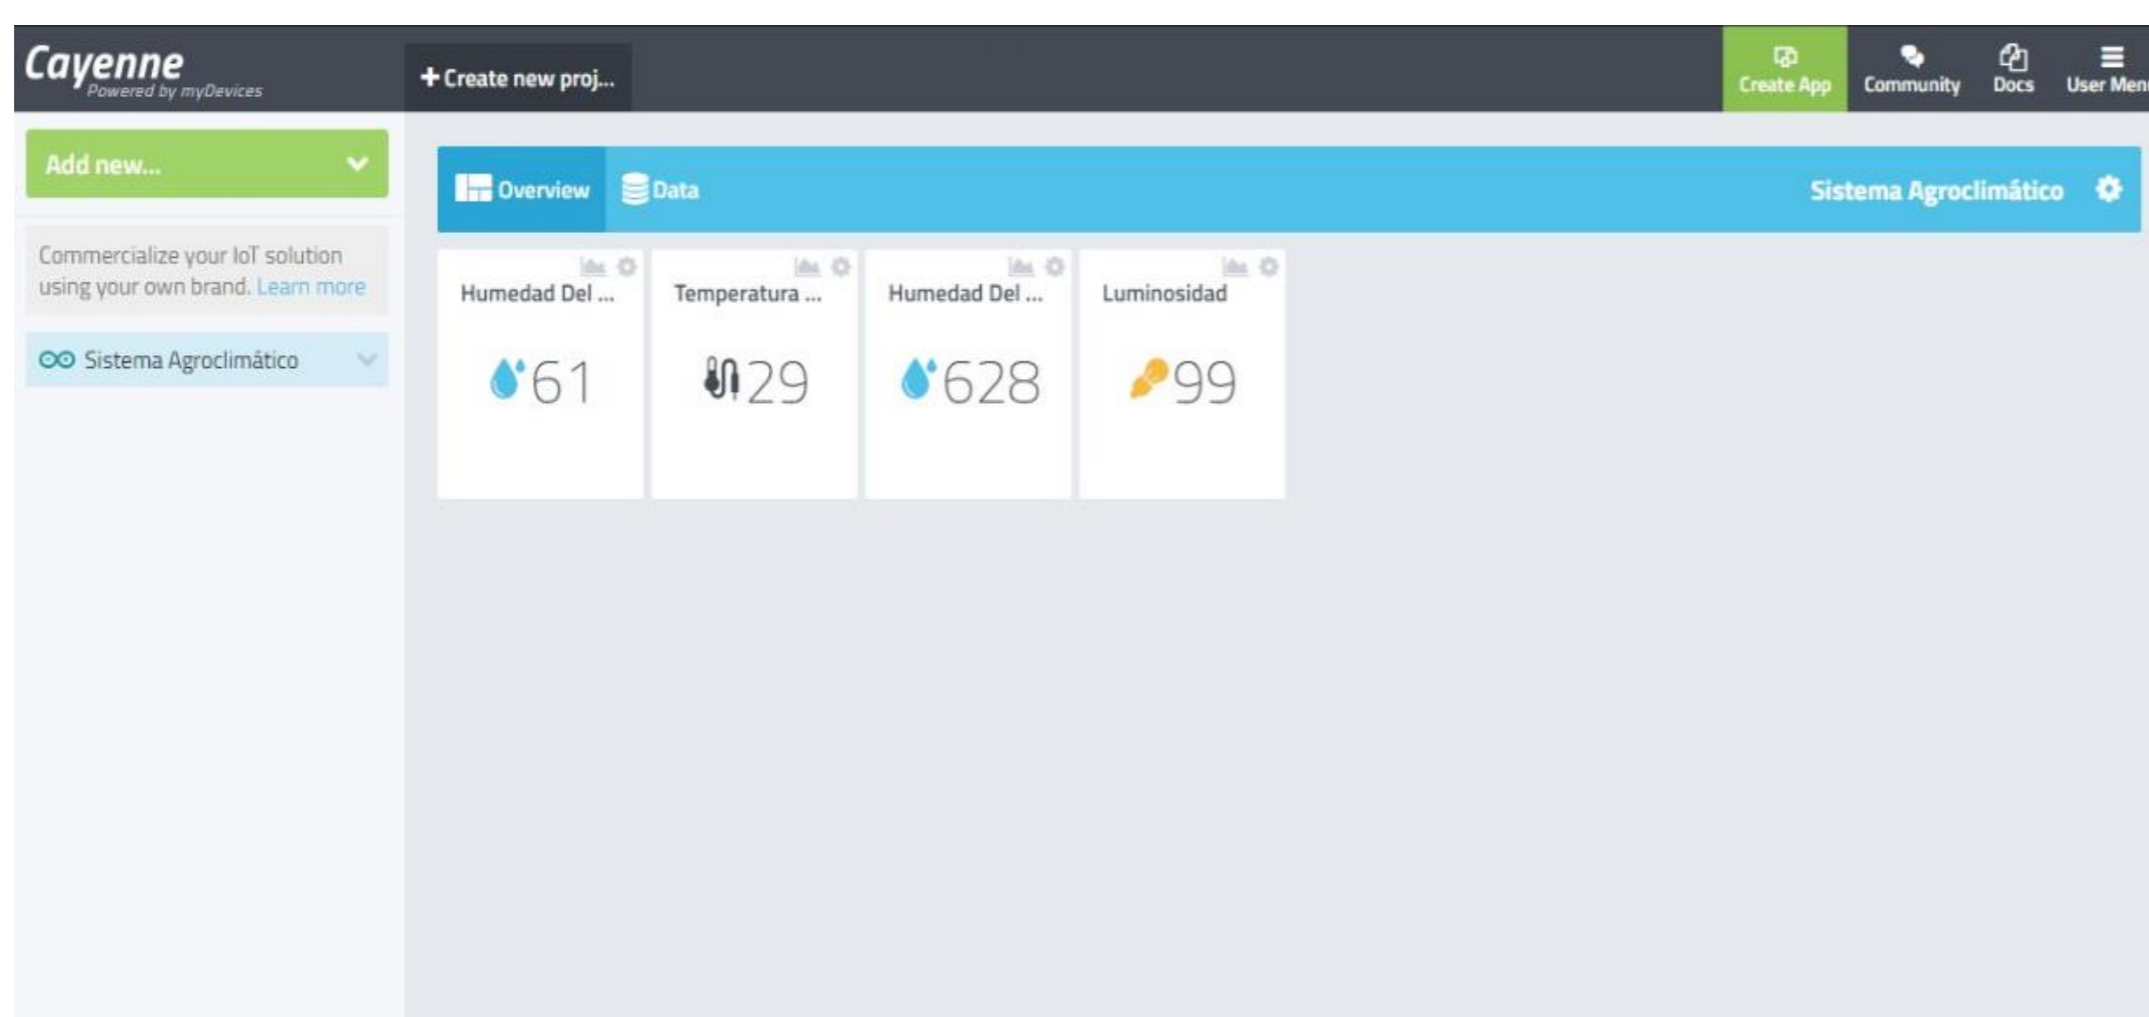 Cayenne
Powered by myDevices
+ Create new proj...
Create App
Community
Docs
User Men
Add new...
Commercialize your IoT solution
using your own brand. Learn more
Sistema Agroclimático
Overview
Data
Sistema Agroclimático
Humedad Del ...
61
Temperatura ...
29
Humedad Del ...
628
Luminosidad
99